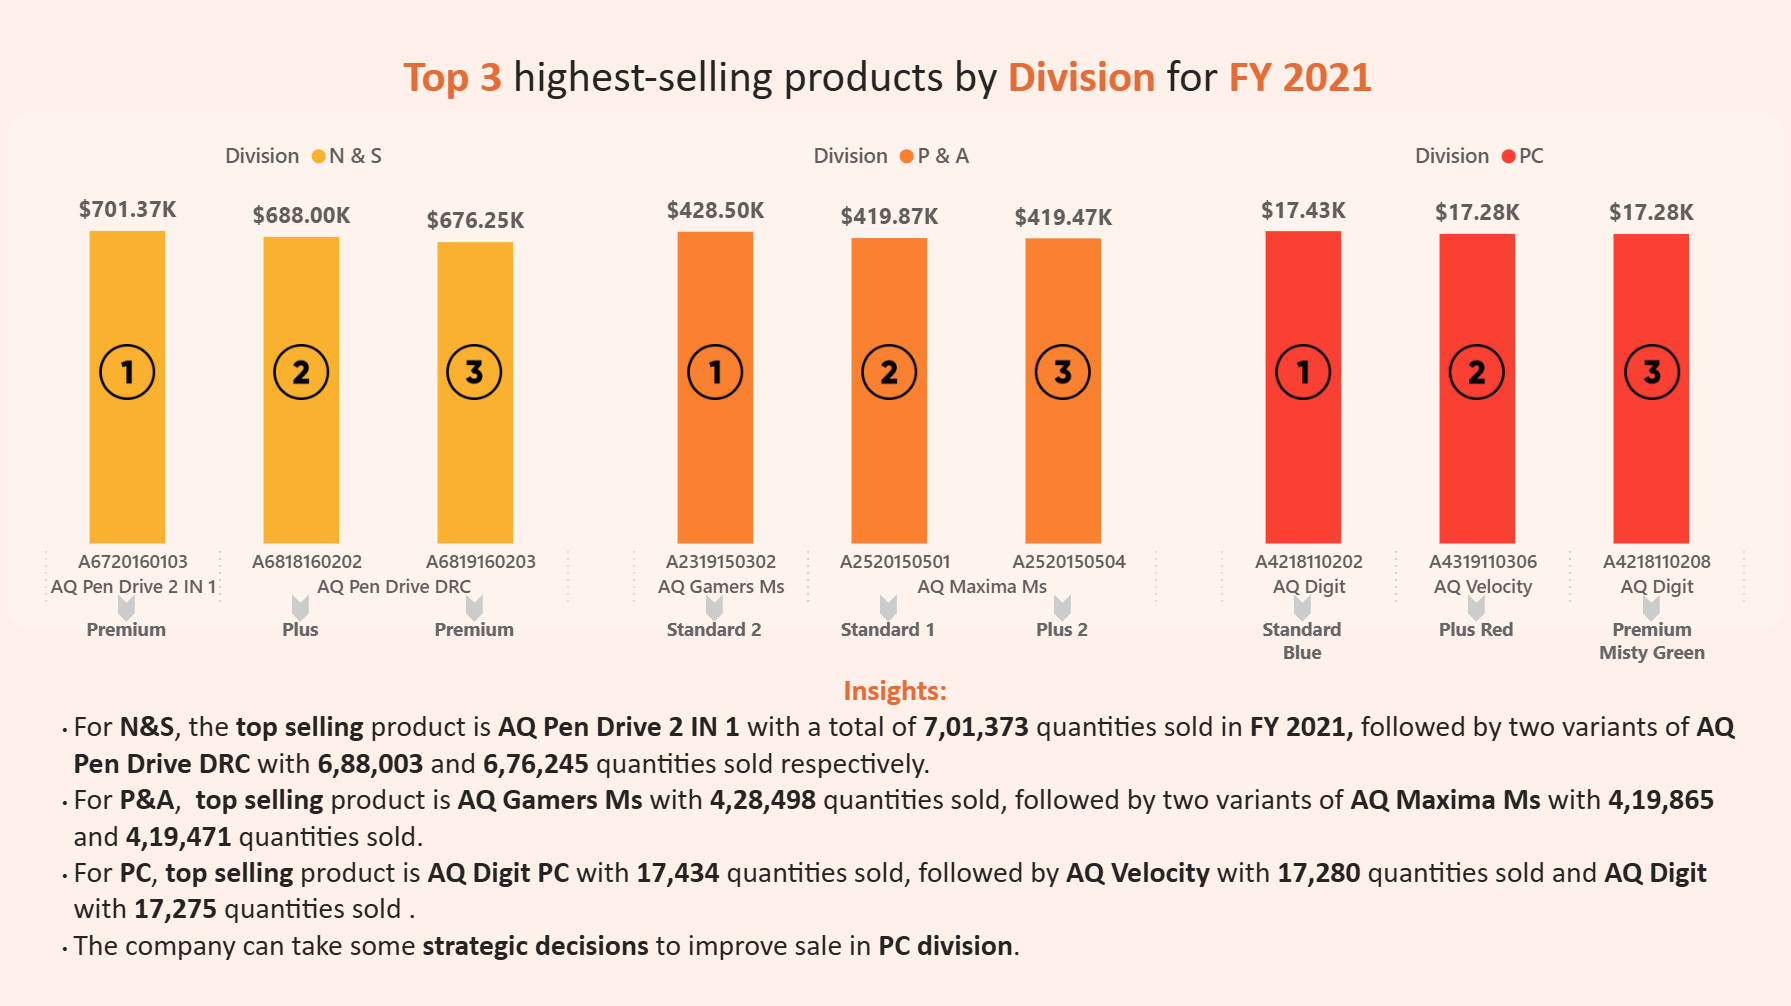 Top 3 highest-selling products by Division for FY 2021
Division N & S
$701.37K
$688.00K
$676.25K
1
2
3
A6720160103
A6818160202
A6819160203
AQ Pen Drive 2 IN 1
AQ Pen Drive DRC
Premium
Plus
Premium
Division P & A
$428.50K
$419.87K
$419.47K
1
2
3
A2319150302
A2520150501
A2520150504
AQ Gamers Ms
AQ Maxima Ms
Standard 2
Standard 1
Plus 2
Division PC
$17.43K
$17.28K
$17.28K
1
2
3
A4218110202
A4319110306
A4218110208
AQ Digit
AQ Velocity
AQ Digit
Standard
Blue
Plus Red
Premium
Misty Green
Insights:
· For N&S, the top selling product is AQ Pen Drive 2 IN 1 with a total of 7,01,373 quantities sold in FY 2021, followed by two variants of AQ
Pen Drive DRC with 6,88,003 and 6,76,245 quantities sold respectively.
· For P&A,  top selling product is AQ Gamers Ms with 4,28,498 quantities sold, followed by two variants of AQ Maxima Ms with 4,19,865
and 4,19,471 quantities sold.
· For PC, top selling product is AQ Digit PC with 17,434 quantities sold, followed by AQ Velocity with 17,280 quantities sold and AQ Digit
with 17,275 quantities sold .
· The company can take some strategic decisions to improve sale in PC division.